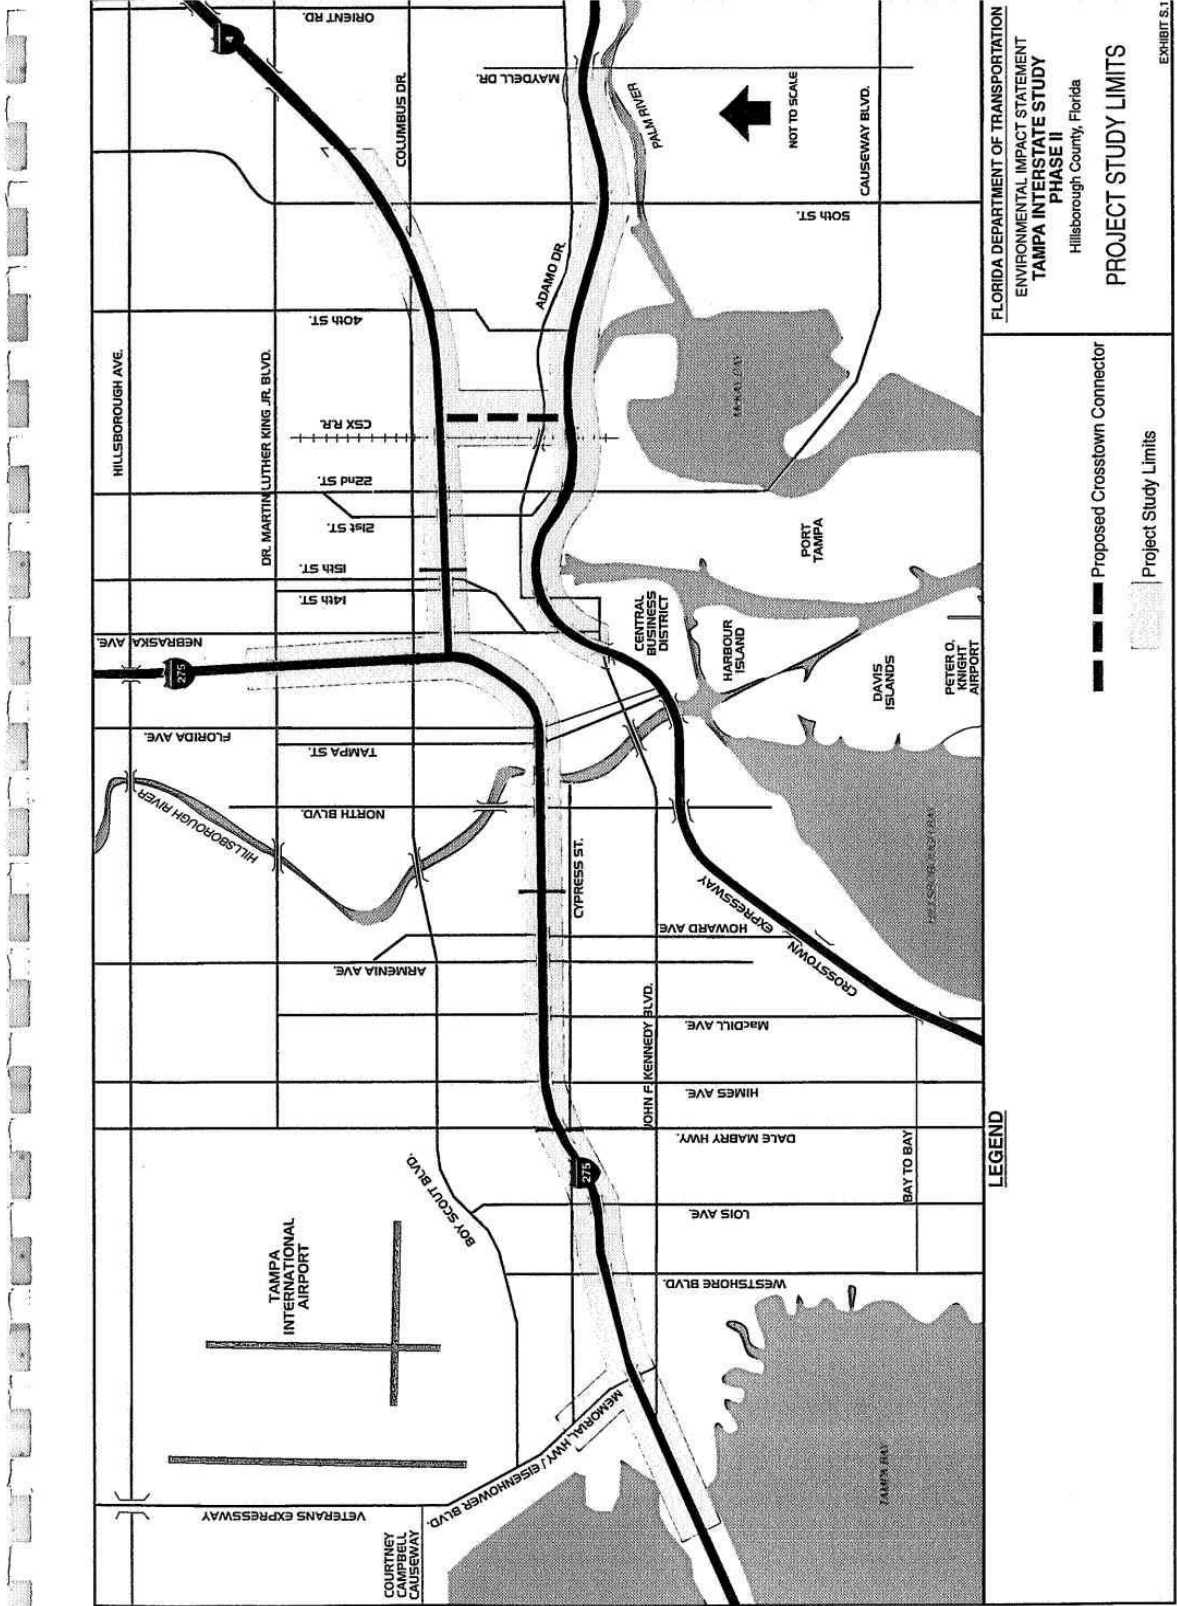 ORIENT RD.
4
COLUMBUS DR.
MAYDELL DR.
PALM RIVER
NOT TO SCALE
CAUSEWAY BLVD.
50th ST.
ADAMO DR.
40th ST.
HILLSBOROUGH AVE.
DR. MARTIN LUTHER KING JR. BLVD.
CSX R.R.
McKAY BAY
22nd ST.
21st ST.
15th ST.
14th ST.
PORT
TAMPA
NEBRASKA AVE.
275
CENTRAL
BUSINESS
DISTRICT
HARBOUR
ISLAND
DAVIS
ISLANDS
PETER O.
KNIGHT
AIRPORT
FLORIDA AVE.
TAMPA ST.
HILLSBOROUGH RIVER
NORTH BLVD.
CYPRESS ST.
HILLSBOROUGH BAY
CROSSTOWN
EXPRESSWAY
HOWARD AVE.
ARMENIA AVE.
JOHN F. KENNEDY BLVD.
MacDILL AVE.
HIMES AVE.
DALE MABRY HWY.
BAY TO BAY
275
BOY SCOUT BLVD.
LOIS AVE.
WESTSHORE BLVD.
TAMPA
INTERNATIONAL
AIRPORT
MEMORIAL HWY. / EISENHOWER BLVD.
VETERANS EXPRESSWAY
COURTNEY
CAMPBELL
CAUSEWAY
TAMPA BAY
LEGEND
Proposed Crosstown Connector
Project Study Limits
FLORIDA DEPARTMENT OF TRANSPORTATION
ENVIRONMENTAL IMPACT STATEMENT
TAMPA INTERSTATE STUDY
PHASE II
Hillsborough County, Florida
PROJECT STUDY LIMITS
EXHIBIT S.1